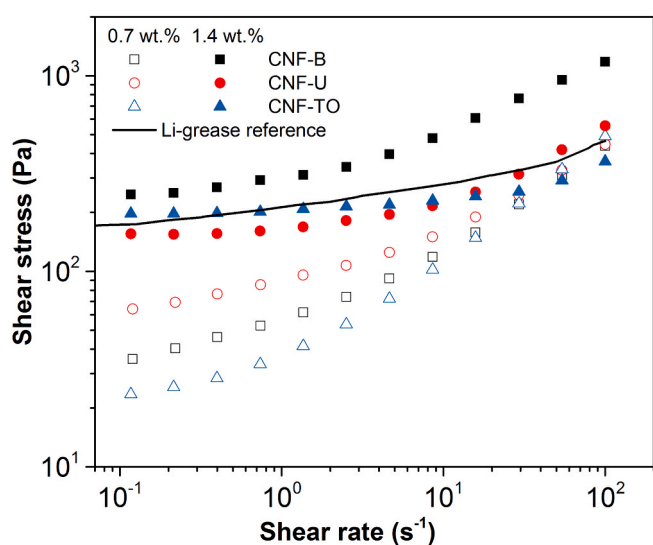 0.7 wt.% 1.4 wt.%
CNF-B
CNF-U
CNF-TO
Li-grease reference
Shear stress (Pa)
10³
10²
10¹
10⁻¹ 10⁰ 10¹ 10²
Shear rate (s⁻¹)